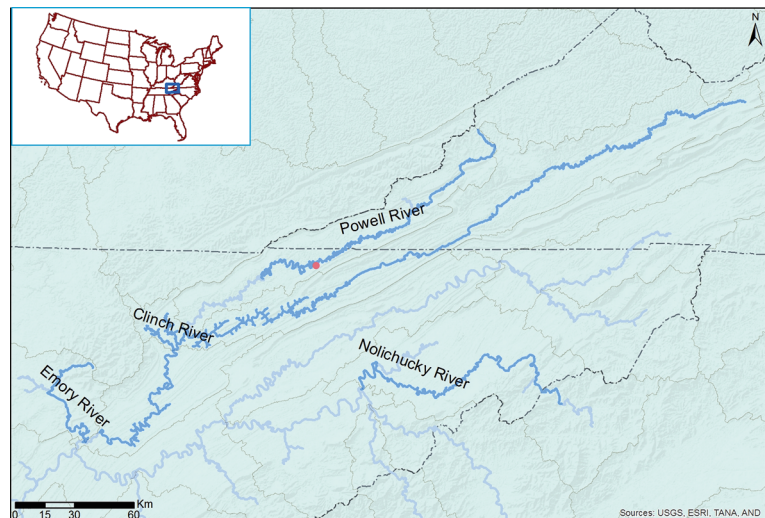 N
Powell River
Clinch River
Nolichucky River
Emory River
Km
0 15 30 60
Sources: USGS, ESRI, TANA, AND